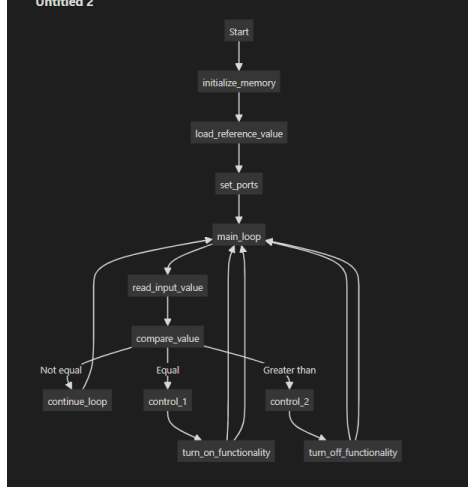 Untitled 2
Start
initialize_memory
load_reference_value
set_ports
main_loop
read_input_value
compare_value
Not equal
Equal
Greater than
continue_loop
control_1
control_2
turn_on_functionality
turn_off_functionality